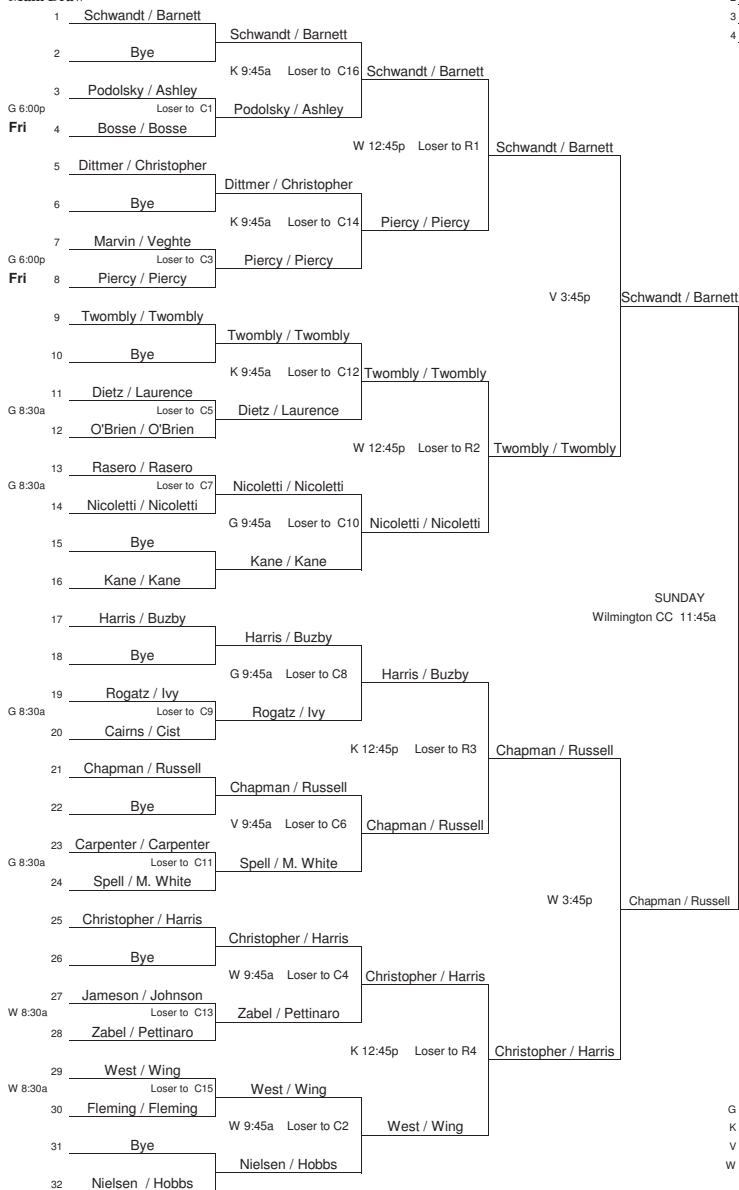 1 Schwandt / Barnett
Schwandt / Barnett
2 Bye
K 9:45a Loser to C16 Schwandt / Barnett
3 Podolsky / Ashley
G 6:00p Loser to C1 Podolsky / Ashley
Fri 4 Bosse / Bosse
W 12:45p Loser to R1 Schwandt / Barnett
5 Dittmer / Christopher
Dittmer / Christopher
6 Bye
K 9:45a Loser to C14 Piercy / Piercy
7 Marvin / Veghte
G 6:00p Loser to C3 Piercy / Piercy
Fri 8 Piercy / Piercy
V 3:45p Schwandt / Barnett
9 Twombly / Twombly
Twombly / Twombly
10 Bye
K 9:45a Loser to C12 Twombly / Twombly
11 Dietz / Laurence
G 8:30a Loser to C5 Dietz / Laurence
12 O'Brien / O'Brien
W 12:45p Loser to R2 Twombly / Twombly
13 Rasero / Rasero
G 8:30a Loser to C7 Nicoletti / Nicoletti
14 Nicoletti / Nicoletti
G 9:45a Loser to C10 Nicoletti / Nicoletti
15 Bye
Kane / Kane
16 Kane / Kane
SUNDAY
Wilmington CC 11:45a
17 Harris / Buzby
Harris / Buzby
18 Bye
G 9:45a Loser to C8 Harris / Buzby
19 Rogatz / Ivy
G 8:30a Loser to C9 Rogatz / Ivy
20 Cairns / Cist
K 12:45p Loser to R3 Chapman / Russell
21 Chapman / Russell
Chapman / Russell
22 Bye
V 9:45a Loser to C6 Chapman / Russell
23 Carpenter / Carpenter
G 8:30a Loser to C11 Spell / M. White
24 Spell / M. White
W 3:45p Chapman / Russell
25 Christopher / Harris
Christopher / Harris
26 Bye
W 9:45a Loser to C4 Christopher / Harris
27 Jameson / Johnson
W 8:30a Loser to C13 Zabel / Pettinaro
28 Zabel / Pettinaro
K 12:45p Loser to R4 Christopher / Harris
29 West / Wing
W 8:30a Loser to C15 West / Wing
30 Fleming / Fleming
W 9:45a Loser to C2 West / Wing
31 Bye
Nielsen / Hobbs
32 Nielsen / Hobbs
3
4
G
K
V
W